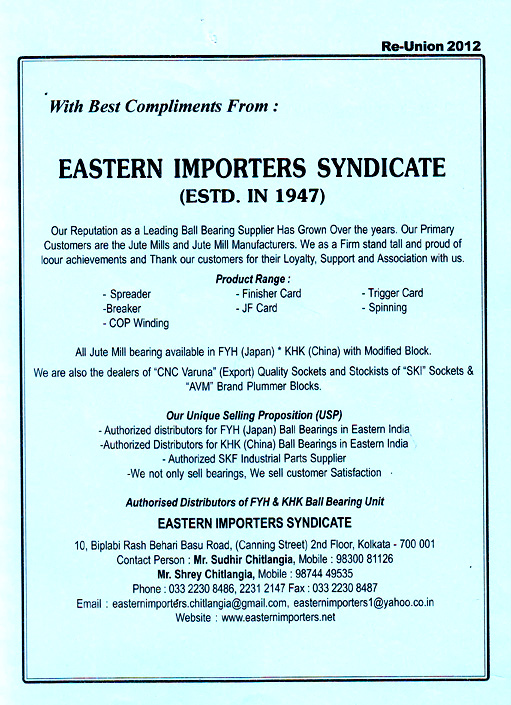 Re-Union 2012
With Best Compliments From :
EASTERN IMPORTERS SYNDICATE
(ESTD. IN 1947)
Our Reputation as a Leading Ball Bearing Supplier Has Grown Over the years. Our Primary
Customers are the Jute Mills and Jute Mill Manufacturers. We as a Firm stand tall and proud of
loour achievements and Thank our customers for their Loyalty, Support and Association with us.
Product Range :
- Spreader - Finisher Card - Trigger Card
-Breaker - JF Card - Spinning
- COP Winding
All Jute Mill bearing available in FYH (Japan) * KHK (China) with Modified Block.
We are also the dealers of "CNC Varuna" (Export) Quality Sockets and Stockists of "SKI" Sockets &
"AVM" Brand Plummer Blocks.
Our Unique Selling Proposition (USP)
- Authorized distributors for FYH (Japan) Ball Bearings in Eastern India
-Authorized Distributors for KHK (China) Ball Bearings in Eastern India
- Authorized SKF Industrial Parts Supplier
-We not only sell bearings, We sell customer Satisfaction
Authorised Distributors of FYH & KHK Ball Bearing Unit
EASTERN IMPORTERS SYNDICATE
10, Biplabi Rash Behari Basu Road, (Canning Street) 2nd Floor, Kolkata - 700 001
Contact Person : Mr. Sudhir Chitlangia, Mobile : 98300 81126
Mr. Shrey Chitlangia, Mobile : 98744 49535
Phone : 033 2230 8486, 2231 2147 Fax : 033 2230 8487
Email : easternimporters.chitlangia@gmail.com, easternimporters1@yahoo.co.in
Website : www.easternimporters.net